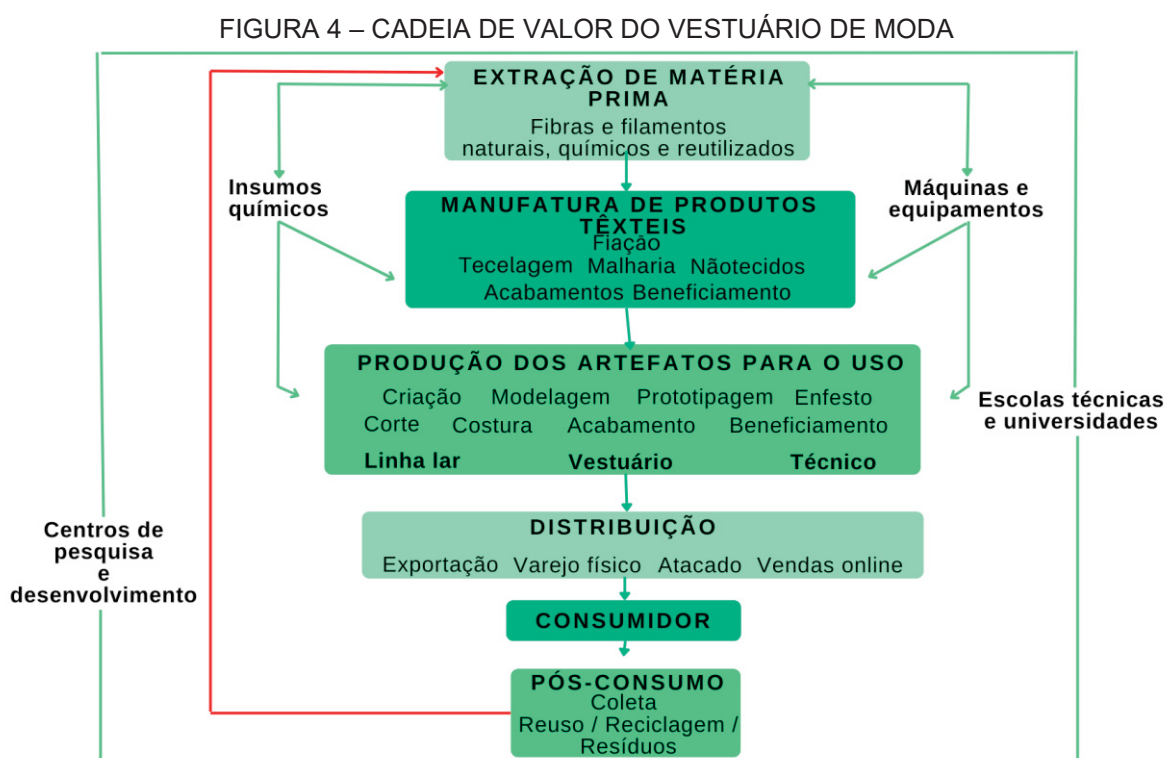 FIGURA 4 – CADEIA DE VALOR DO VESTUÁRIO DE MODA
EXTRAÇÃO DE MATÉRIA
PRIMA
Fibras e filamentos
naturais, químicos e reutilizados
Insumos
químicos
Máquinas e
equipamentos
MANUFATURA DE PRODUTOS
TÊXTEIS
Fiação
Tecelagem Malharia Nãotecidos
Acabamentos Beneficiamento
PRODUÇÃO DOS ARTEFATOS PARA O USO
Criação Modelagem Prototipagem Enfesto
Corte Costura Acabamento Beneficiamento
Linha lar Vestuário Técnico
Escolas técnicas
e universidades
Centros de
pesquisa
e
desenvolvimento
DISTRIBUIÇÃO
Exportação Varejo físico Atacado Vendas online
CONSUMIDOR
PÓS-CONSUMO
Coleta
Reuso / Reciclagem /
Resíduos